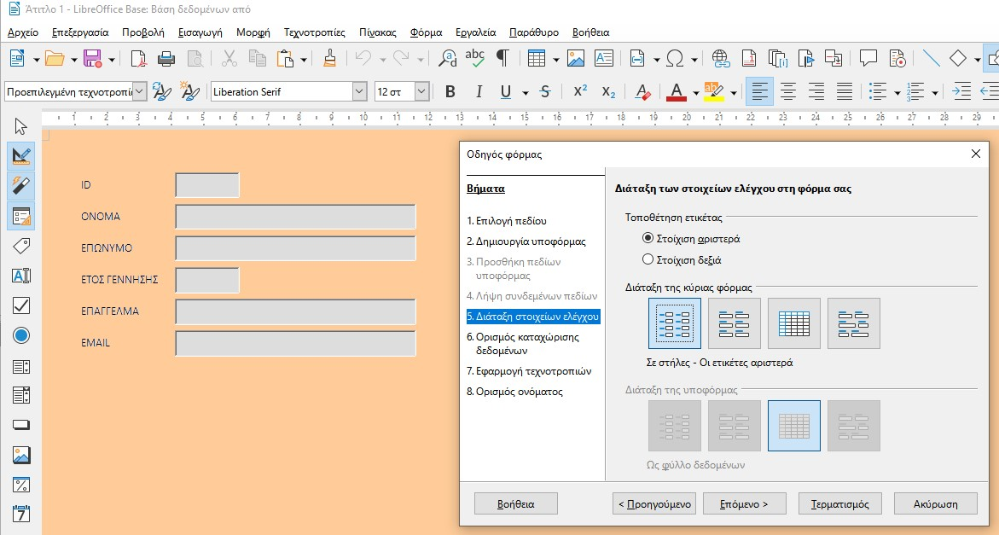 Άτιτλο 1 - LibreOffice Base: Βάση δεδομένων από
Αρχείο Επεξεργασία Προβολή Εισαγωγή Μορφή Τεχνοτροπίες Πίνακας Φόρμα Εργαλεία Παράθυρο Βοήθεια
Προεπιλεγμένη τεχνοτροπί Liberation Serif 12 στ B I U S X² X₂ A
1 2 3 4 5 6 7 8 9 10 11 12 13 14 15 16 17 18 19 20 21 22 23 24 25 26 27 28 29
ID
ΟΝΟΜΑ
ΕΠΩΝΥΜΟ
ΕΤΟΣ ΓΕΝΝΗΣΗΣ
ΕΠΑΓΓΕΛΜΑ
EMAIL
Οδηγός φόρμας
Βήματα
1. Επιλογή πεδίου
2. Δημιουργία υποφόρμας
3. Προσθήκη πεδίων
υποφόρμας
4. Λήψη συνδεμένων πεδίων
5. Διάταξη στοιχείων ελέγχου
6. Ορισμός καταχώρισης
δεδομένων
7. Εφαρμογή τεχνοτροπιών
8. Ορισμός ονόματος
Διάταξη των στοιχείων ελέγχου στη φόρμα σας
Τοποθέτηση ετικέτας
Στοίχιση αριστερά
Στοίχιση δεξιά
Διάταξη της κύριας φόρμας
Σε στήλες - Οι ετικέτες αριστερά
Διάταξη της υποφόρμας
Ως φύλλο δεδομένων
Βοήθεια < Προηγούμενο Επόμενο > Τερματισμός Ακύρωση